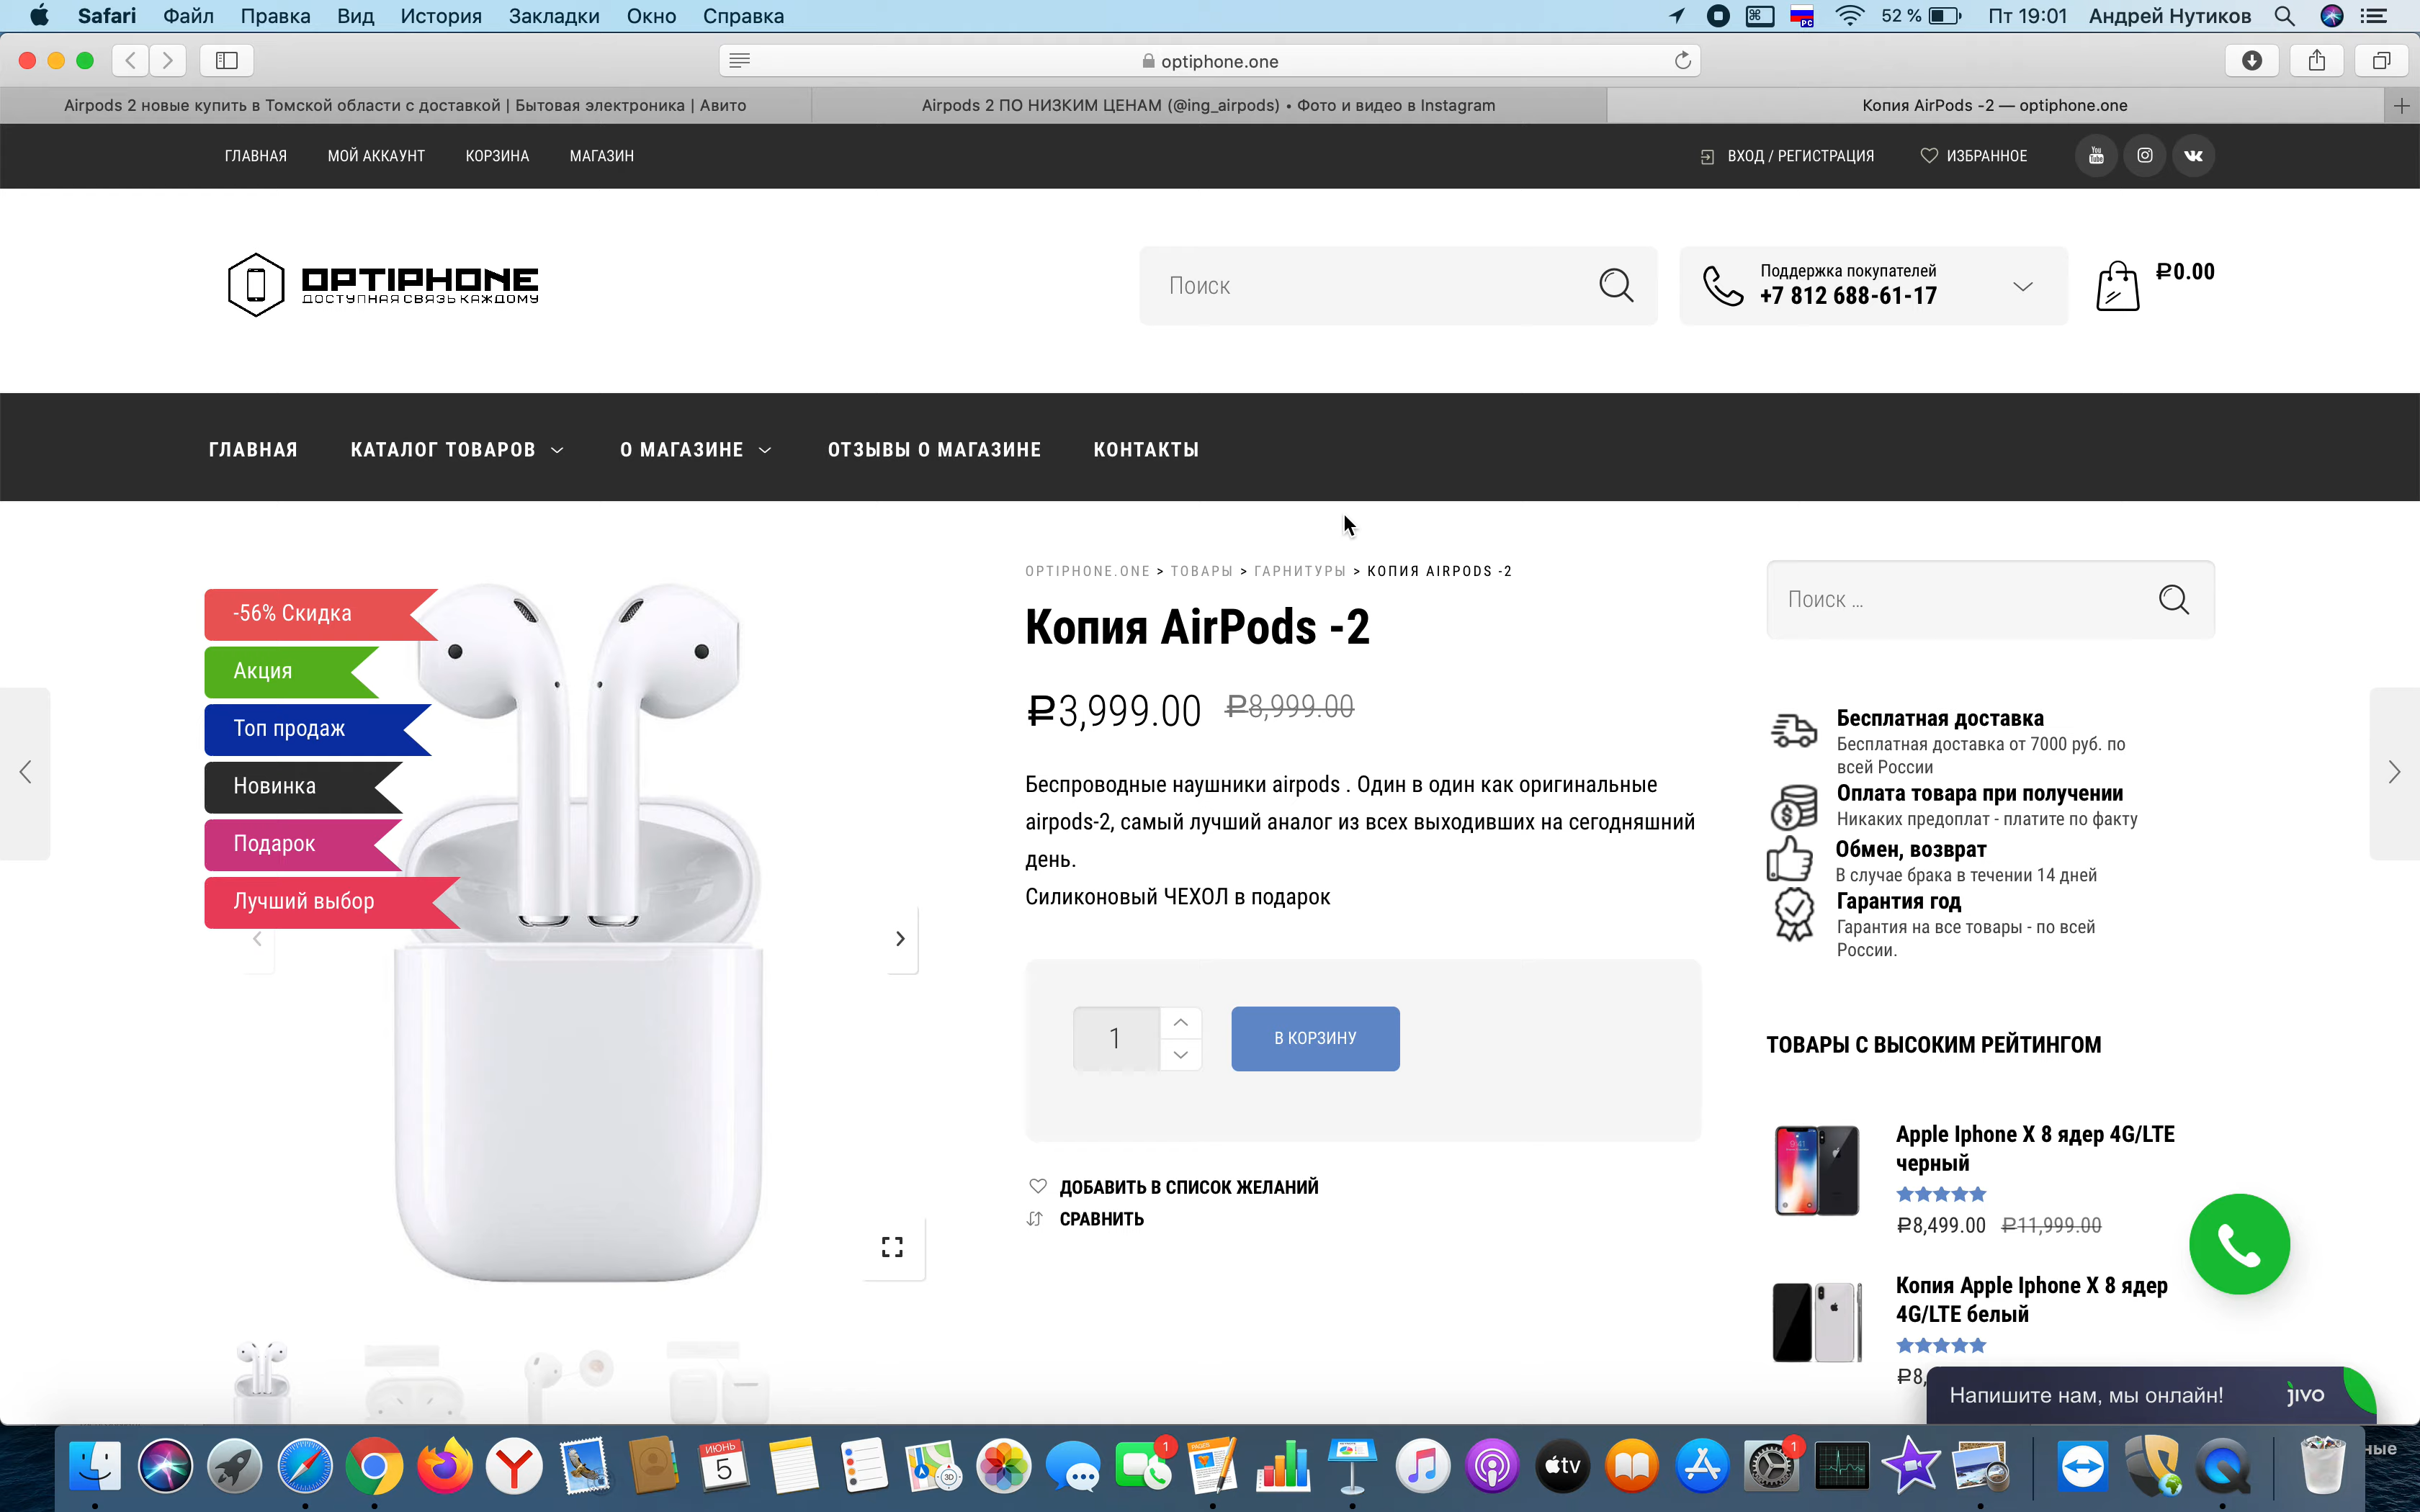 Safari Файл Правка Вид История Закладки Окно Справка
52 % Пт 19:01 Андрей Нутиков
optiphone.one
Airpods 2 новые купить в Томской области с доставкой | Бытовая электроника | Авито
Airpods 2 ПО НИЗКИМ ЦЕНАМ (@ing_airpods) • Фото и видео в Instagram
Копия AirPods -2 — optiphone.one
ГЛАВНАЯ МОЙ АККАУНТ КОРЗИНА МАГАЗИН
ВХОД / РЕГИСТРАЦИЯ ИЗБРАННОЕ
You Tube
OPTIPHONE
ДОСТУПНАЯ СВЯЗЬ КАЖДОМУ
Поиск
Поддержка покупателей
+7 812 688-61-17
₽0.00
ГЛАВНАЯ КАТАЛОГ ТОВАРОВ О МАГАЗИНЕ ОТЗЫВЫ О МАГАЗИНЕ КОНТАКТЫ
-56% Скидка
Акция
Топ продаж
Новинка
Подарок
Лучший выбор
OPTIPHONE.ONE > ТОВАРЫ > ГАРНИТУРЫ > КОПИЯ AIRPODS -2
Копия AirPods -2
₽3,999.00 ₽8,999.00
Беспроводные наушники airpods . Один в один как оригинальные
airpods-2, самый лучший аналог из всех выходивших на сегодняшний
день.
Силиконовый ЧЕХОЛ в подарок
1
В КОРЗИНУ
ДОБАВИТЬ В СПИСОК ЖЕЛАНИЙ
СРАВНИТЬ
Поиск ...
Бесплатная доставка
Бесплатная доставка от 7000 руб. по
всей России
Оплата товара при получении
Никаких предоплат - платите по факту
Обмен, возврат
В случае брака в течении 14 дней
Гарантия год
Гарантия на все товары - по всей
России.
ТОВАРЫ С ВЫСОКИМ РЕЙТИНГОМ
Apple Iphone X 8 ядер 4G/LTE
черный
₽8,499.00 ₽11,999.00
Копия Apple Iphone X 8 ядер
4G/LTE белый
₽8,
Напишите нам, мы онлайн! jivo
ИЮНЬ
5
3D
1
PAGES
tv
1
ные